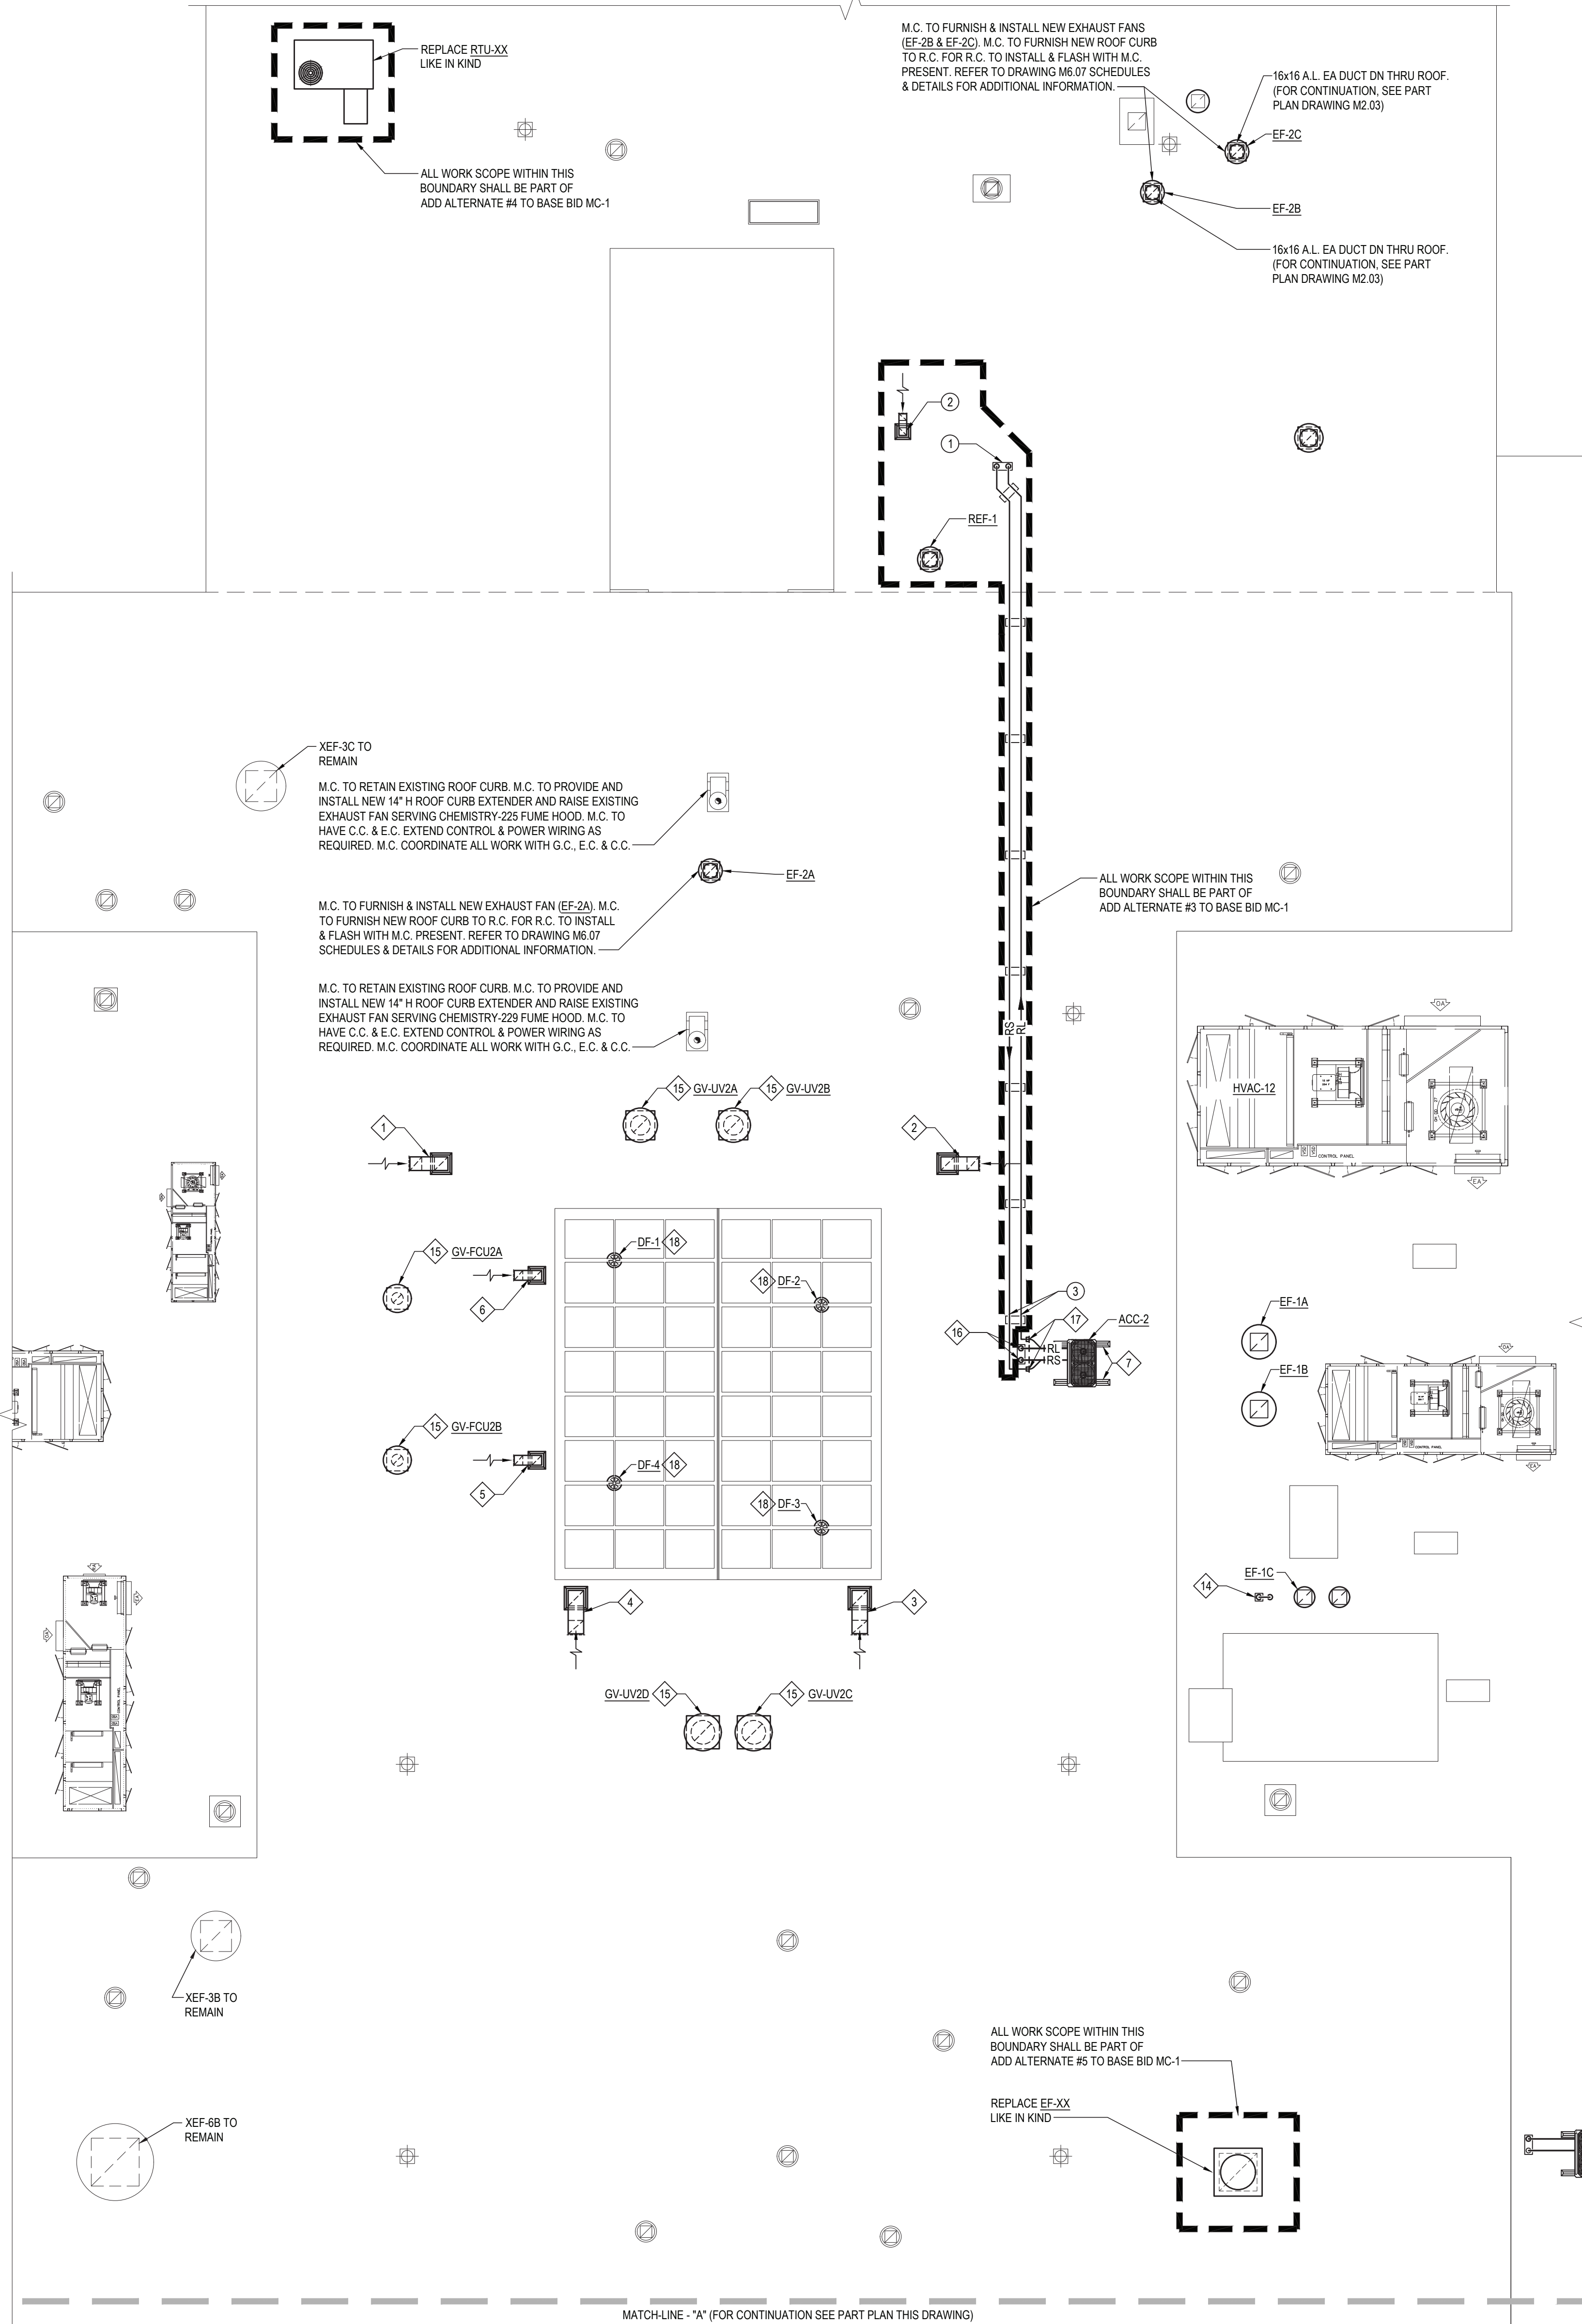 REPLACE RTU-XX
LIKE IN KIND
ALL WORK SCOPE WITHIN THIS
BOUNDARY SHALL BE PART OF
ADD ALTERNATE #4 TO BASE BID MC-1
M.C. TO FURNISH & INSTALL NEW EXHAUST FANS
(EF-2B & EF-2C). M.C. TO FURNISH NEW ROOF CURB
TO R.C. FOR R.C. TO INSTALL & FLASH WITH M.C.
PRESENT. REFER TO DRAWING M6.07 SCHEDULES
& DETAILS FOR ADDITIONAL INFORMATION.
16x16 A.L. EA DUCT DN THRU ROOF.
(FOR CONTINUATION, SEE PART
PLAN DRAWING M2.03)
EF-2C
EF-2B
16x16 A.L. EA DUCT DN THRU ROOF.
(FOR CONTINUATION, SEE PART
PLAN DRAWING M2.03)
2
1
REF-1
XEF-3C TO
REMAIN
M.C. TO RETAIN EXISTING ROOF CURB. M.C. TO PROVIDE AND
INSTALL NEW 14" H ROOF CURB EXTENDER AND RAISE EXISTING
EXHAUST FAN SERVING CHEMISTRY-225 FUME HOOD. M.C. TO
HAVE C.C. & E.C. EXTEND CONTROL & POWER WIRING AS
REQUIRED. M.C. COORDINATE ALL WORK WITH G.C., E.C. & C.C.
EF-2A
M.C. TO FURNISH & INSTALL NEW EXHAUST FAN (EF-2A). M.C.
TO FURNISH NEW ROOF CURB TO R.C. FOR R.C. TO INSTALL
& FLASH WITH M.C. PRESENT. REFER TO DRAWING M6.07
SCHEDULES & DETAILS FOR ADDITIONAL INFORMATION.
ALL WORK SCOPE WITHIN THIS
BOUNDARY SHALL BE PART OF
ADD ALTERNATE #3 TO BASE BID MC-1
M.C. TO RETAIN EXISTING ROOF CURB. M.C. TO PROVIDE AND
INSTALL NEW 14" H ROOF CURB EXTENDER AND RAISE EXISTING
EXHAUST FAN SERVING CHEMISTRY-229 FUME HOOD. M.C. TO
HAVE C.C. & E.C. EXTEND CONTROL & POWER WIRING AS
REQUIRED. M.C. COORDINATE ALL WORK WITH G.C., E.C. & C.C.
RS
RL
OA
HVAC-12
CONTROL PANEL
EA
15 GV-UV2A
15 GV-UV2B
1
2
DF-1 18
18 DF-2
15 GV-FCU2A
6
3
16
17
ACC-2
RL
RS
7
EF-1A
EF-1B
OA
CONTROL PANEL
EA
15 GV-FCU2B
5
DF-4 18
18 DF-3
EF-1C
14
4
3
OA
EA
CONTROL PANEL
GV-UV2D 15
15 GV-UV2C
XEF-3B TO
REMAIN
ALL WORK SCOPE WITHIN THIS
BOUNDARY SHALL BE PART OF
ADD ALTERNATE #5 TO BASE BID MC-1
REPLACE EF-XX
LIKE IN KIND
XEF-6B TO
REMAIN
MATCH-LINE - "A" (FOR CONTINUATION SEE PART PLAN THIS DRAWING)